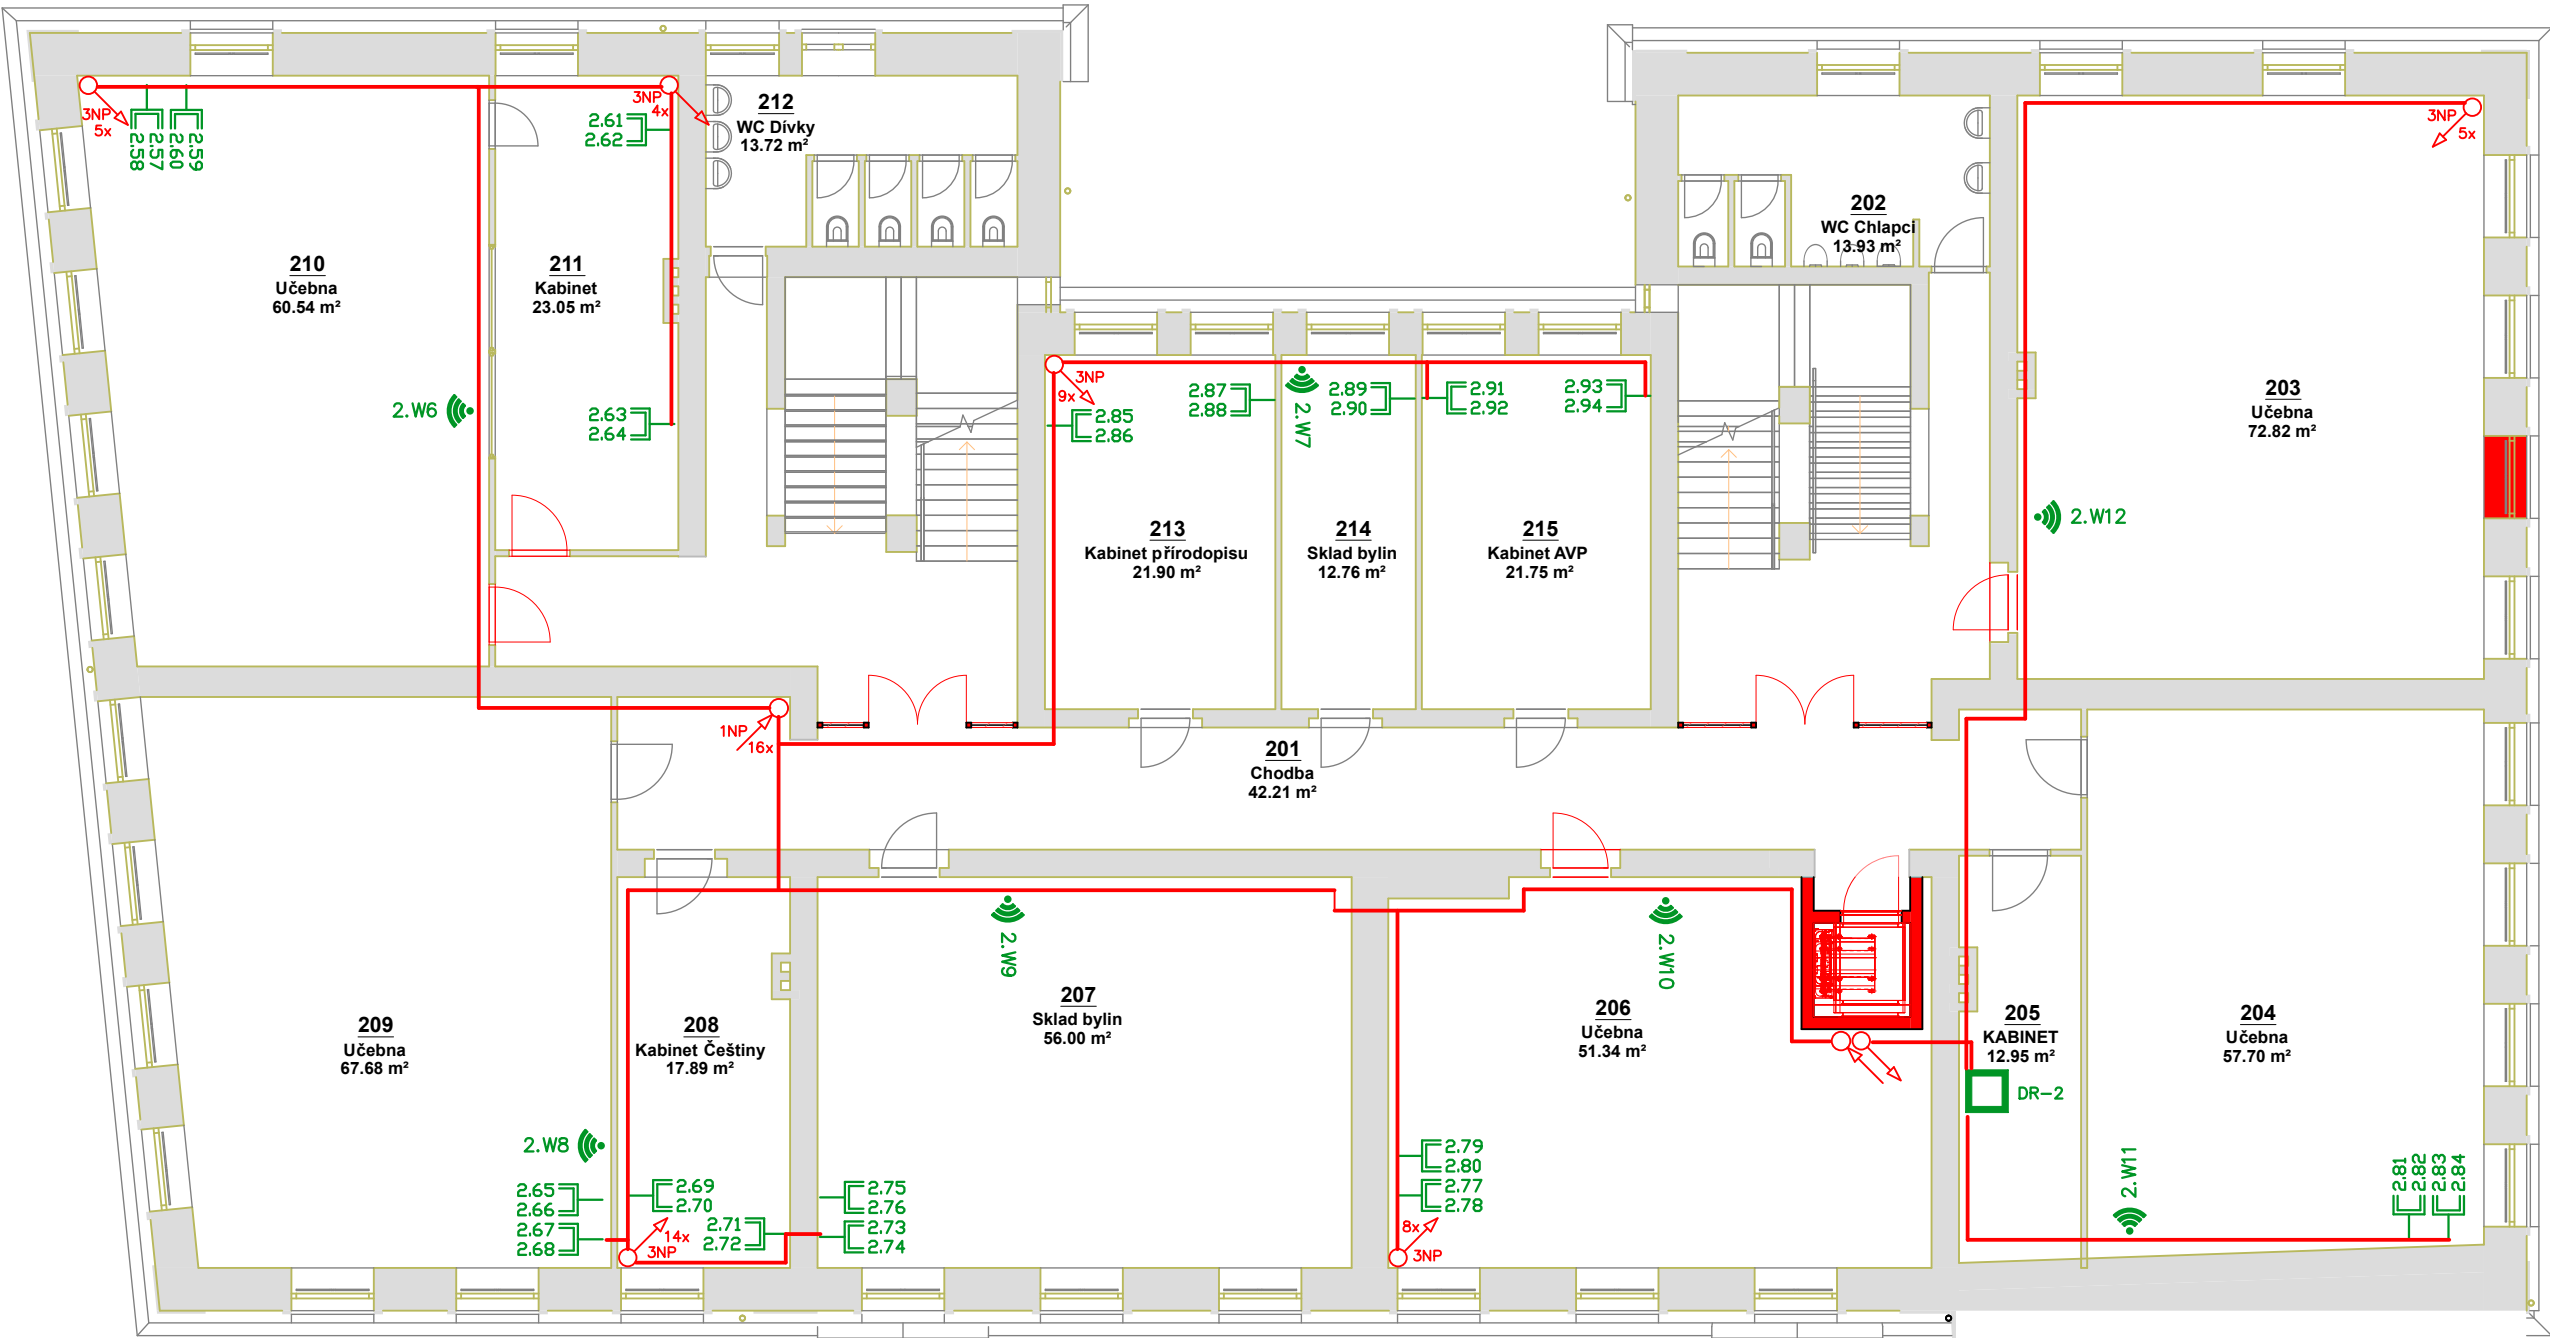 3NP
5x
2.58
2.57
2.60
2.59
3NP
4x
2.61
2.62
212
WC Dívky
13.72 m²
202
WC Chlapci
13.93 m²
3NP
5x
210
Učebna
60.54 m²
211
Kabinet
23.05 m²
2.W6
2.63
2.64
3NP
9x
2.85
2.86
2.87
2.88
2.W7
2.89
2.90
2.91
2.92
2.93
2.94
203
Učebna
72.82 m²
2.W12
213
Kabinet přírodopisu
21.90 m²
214
Sklad bylin
12.76 m²
215
Kabinet AVP
21.75 m²
1NP
16x
201
Chodba
42.21 m²
2.W9
2.W10
209
Učebna
67.68 m²
208
Kabinet Češtiny
17.89 m²
207
Sklad bylin
56.00 m²
206
Učebna
51.34 m²
205
KABINET
12.95 m²
204
Učebna
57.70 m²
DR-2
2.W8
2.65
2.66
2.67
2.68
2.69
2.70
14x
3NP
2.71
2.72
2.75
2.76
2.73
2.74
2.79
2.80
2.77
2.78
8x
3NP
2.W11
2.81
2.82
2.83
2.84